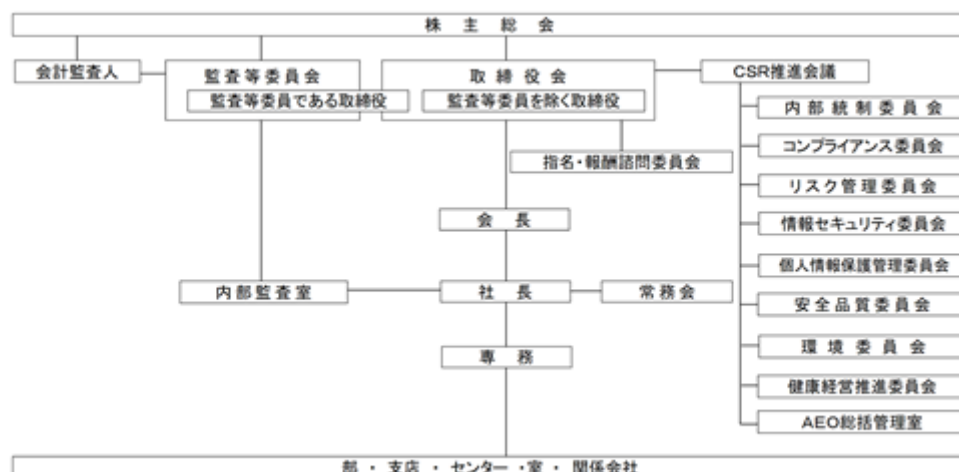 株主総会
会計監査人
監査等委員会
監査等委員である取締役
取締役会
監査等委員を除く取締役
CSR推進会議
内部統制委員会
コンプライアンス委員会
指名・報酬諮問委員会
リスク管理委員会
会長
情報セキュリティ委員会
個人情報保護管理委員会
内部監査室
社長
常務会
安全品質委員会
環境委員会
専務
健康経営推進委員会
AEO総括管理室
部・支店・センター・室・関係会社